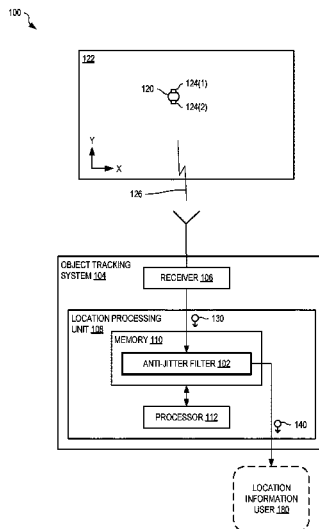 100
122
120
124(1)
124(2)
Y
X
126
OBJECT TRACKING
SYSTEM 104
RECEIVER 106
LOCATION PROCESSING
UNIT 108
130
MEMORY 110
ANTI-JITTER FILTER 102
PROCESSOR 112
140
LOCATION
INFORMATION
USER 180